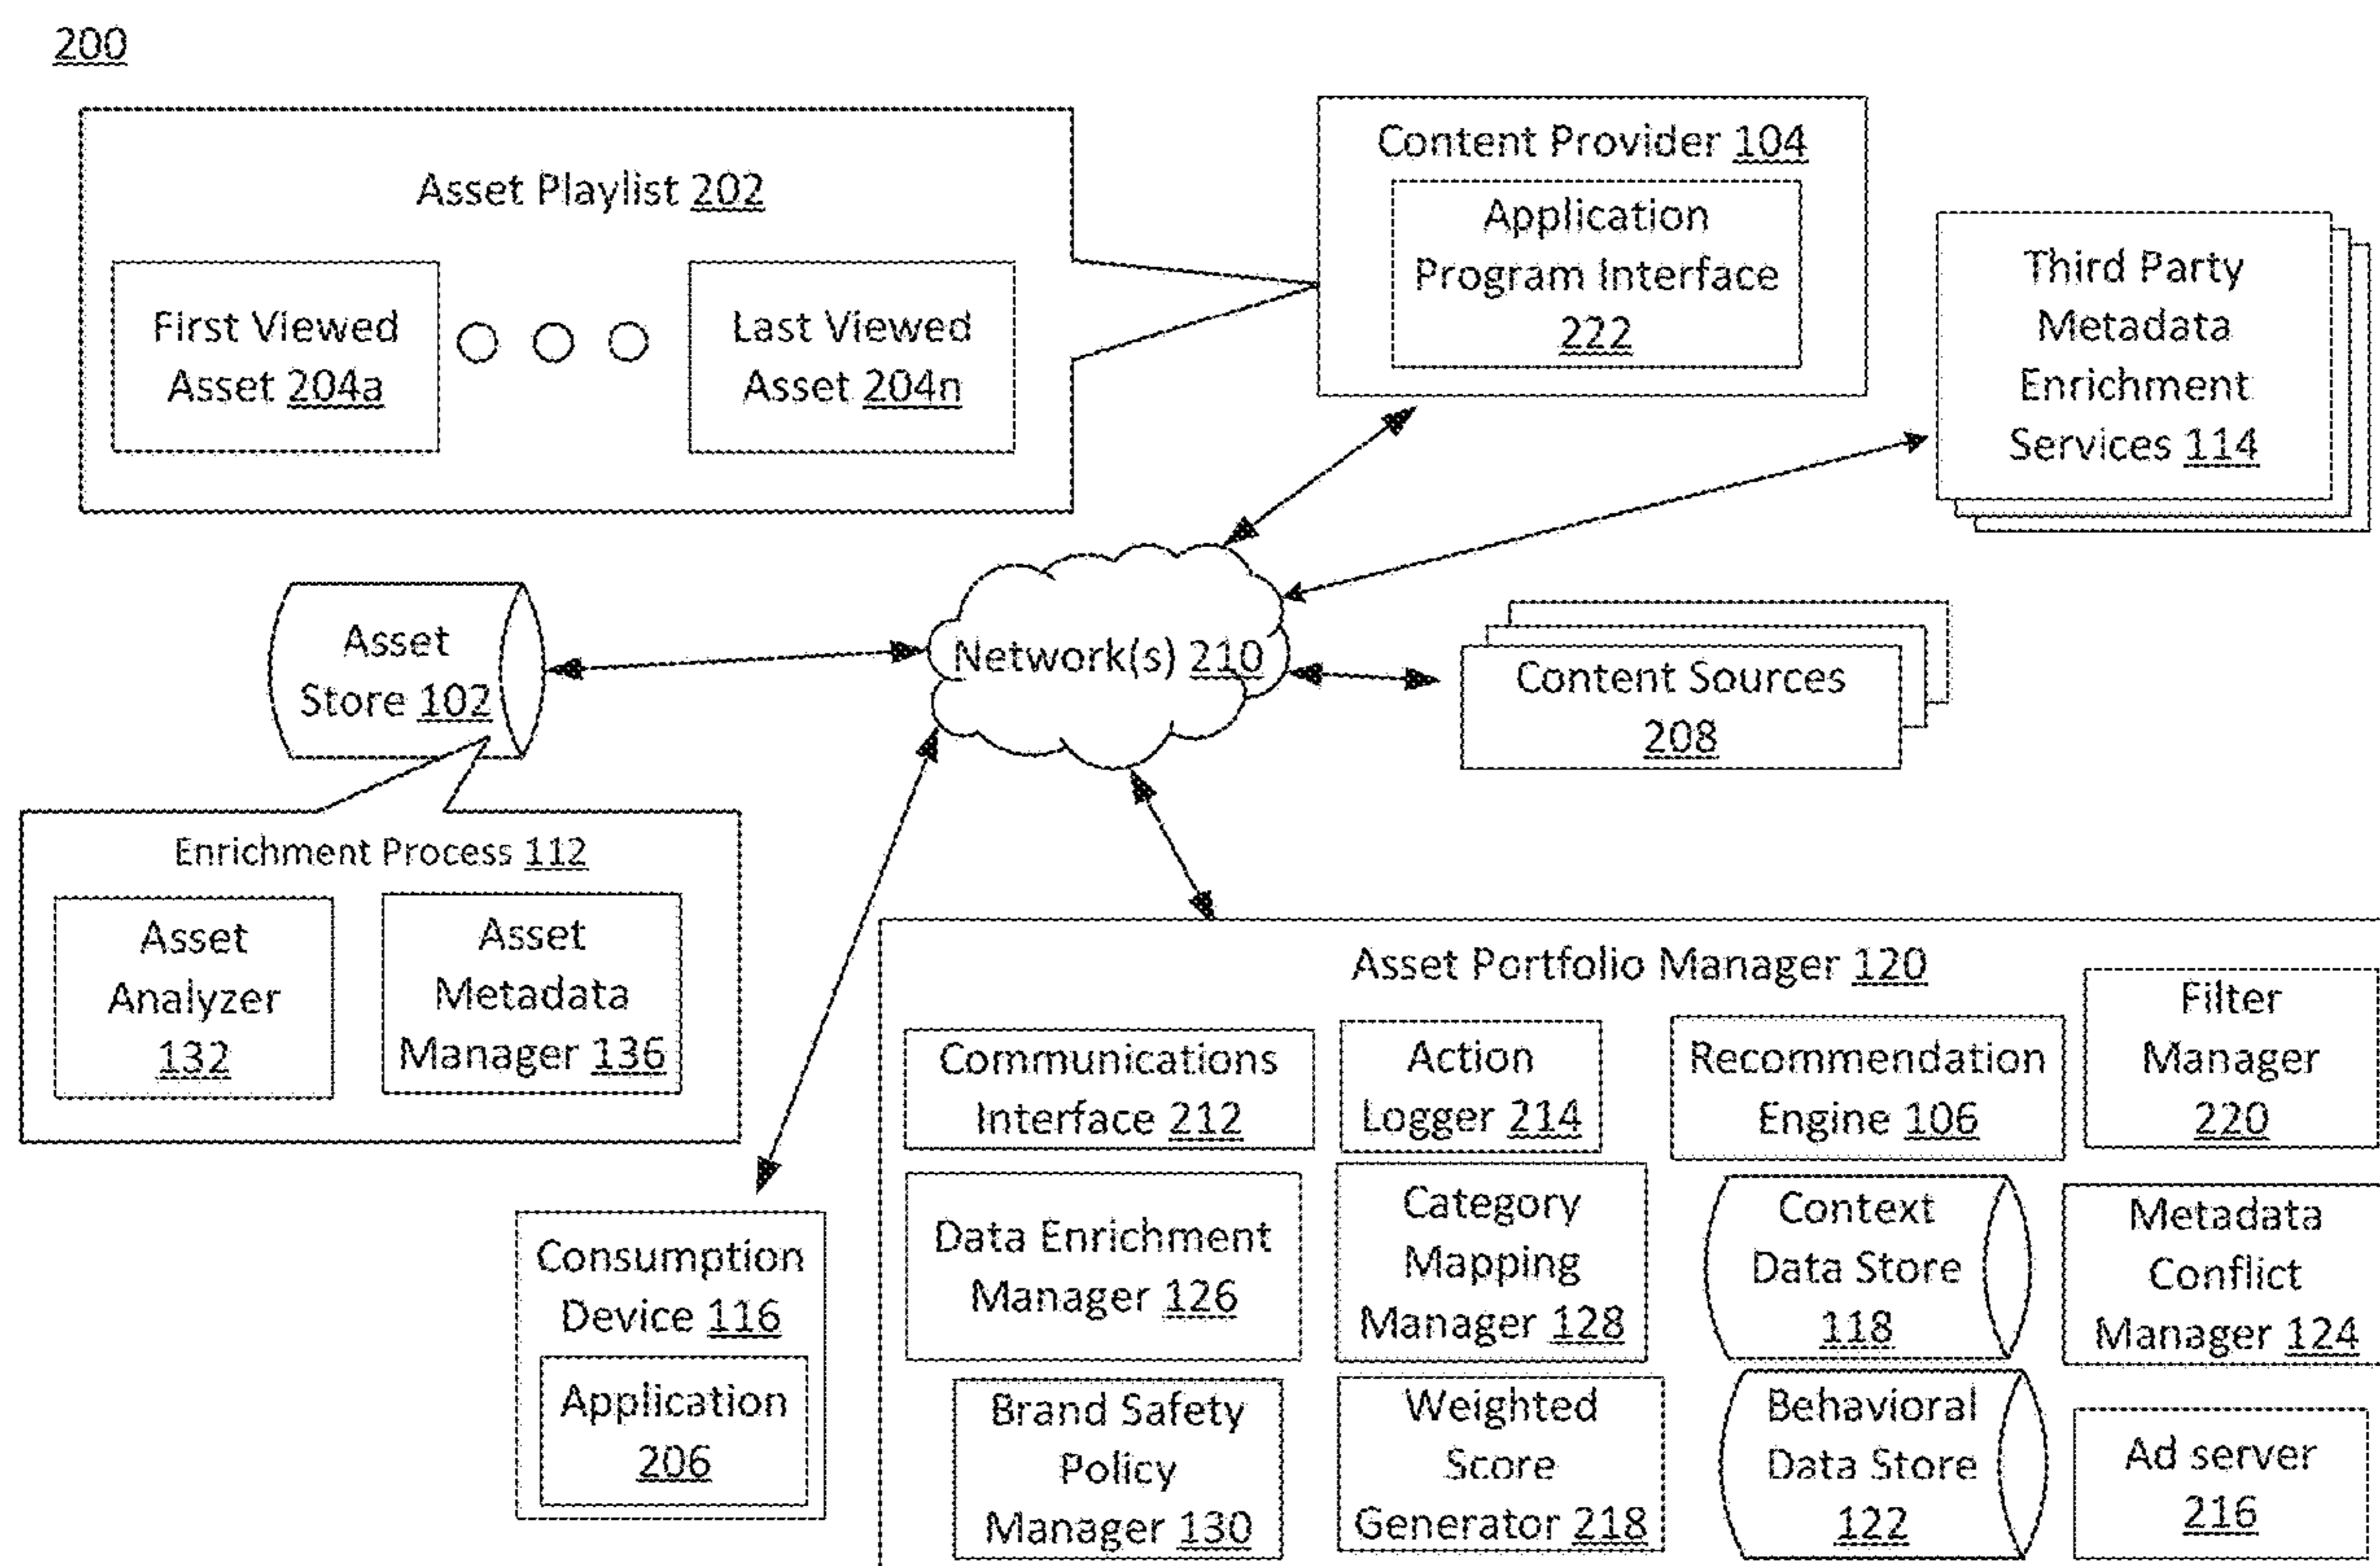 200
Asset Playlist 202
First Viewed
Asset 204a
Last Viewed
Asset 204n
Content Provider 104
Application
Program Interface
222
Third Party
Metadata
Enrichment
Services 114
Asset
Store 102
Network(s) 210
Content Sources
208
Enrichment Process 112
Asset
Analyzer
132
Asset
Metadata
Manager 136
Consumption
Device 116
Application
206
Asset Portfolio Manager 120
Communications
Interface 212
Action
Logger 214
Recommendation
Engine 106
Filter
Manager
220
Data Enrichment
Manager 126
Category
Mapping
Manager 128
Context
Data Store
118
Metadata
Conflict
Manager 124
Brand Safety
Policy
Manager 130
Weighted
Score
Generator 218
Behavioral
Data Store
122
Ad server
216